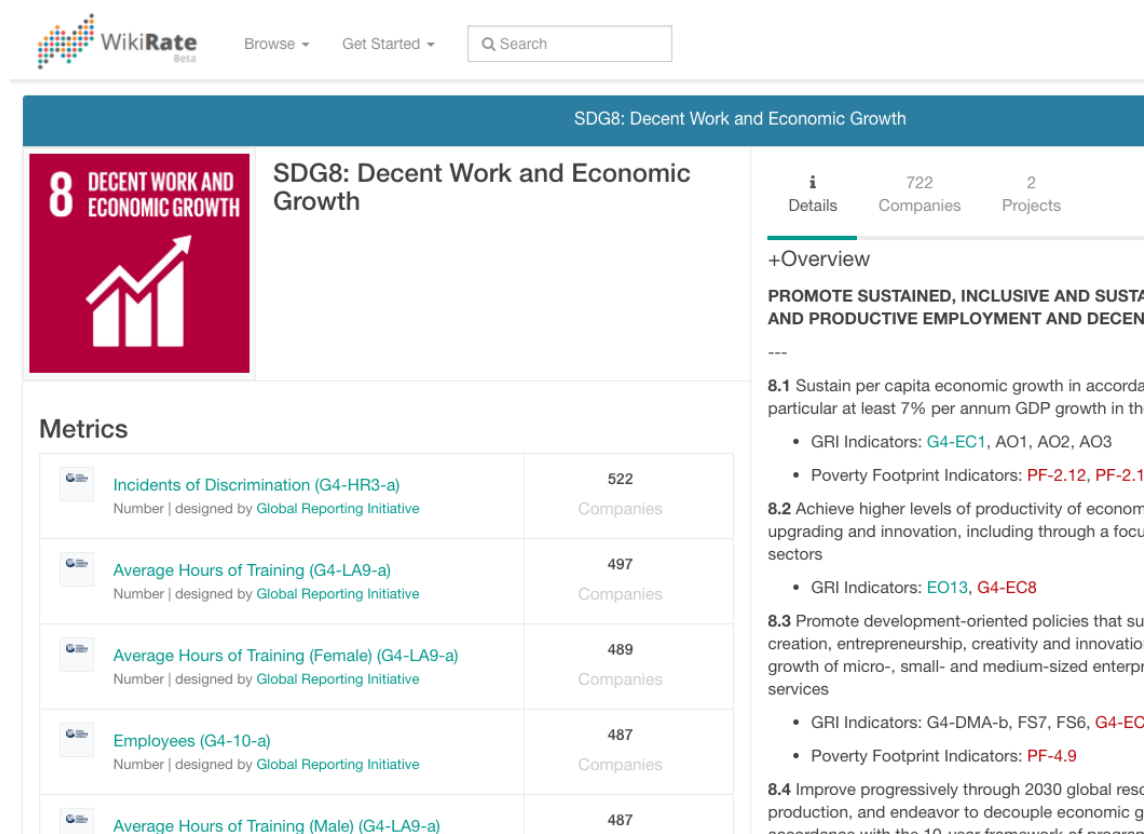 WikiRate
Beta
Browse
Get Started
Search
SDG8: Decent Work and Economic Growth
8 DECENT WORK AND
ECONOMIC GROWTH
SDG8: Decent Work and Economic
Growth
Metrics
Incidents of Discrimination (G4-HR3-a)
Number | designed by Global Reporting Initiative
522
Companies
Average Hours of Training (G4-LA9-a)
Number | designed by Global Reporting Initiative
497
Companies
Average Hours of Training (Female) (G4-LA9-a)
Number | designed by Global Reporting Initiative
489
Companies
Employees (G4-10-a)
Number | designed by Global Reporting Initiative
487
Companies
Average Hours of Training (Male) (G4-LA9-a)
487
Details
722
Companies
2
Projects
+Overview
PROMOTE SUSTAINED, INCLUSIVE AND SUSTA
AND PRODUCTIVE EMPLOYMENT AND DECEN
---
8.1 Sustain per capita economic growth in accorda
particular at least 7% per annum GDP growth in the
• GRI Indicators: G4-EC1, AO1, AO2, AO3
• Poverty Footprint Indicators: PF-2.12, PF-2.1
8.2 Achieve higher levels of productivity of econom
upgrading and innovation, including through a focu
sectors
• GRI Indicators: EO13, G4-EC8
8.3 Promote development-oriented policies that su
creation, entrepreneurship, creativity and innovation
growth of micro-, small- and medium-sized enterpr
services
• GRI Indicators: G4-DMA-b, FS7, FS6, G4-EC
• Poverty Footprint Indicators: PF-4.9
8.4 Improve progressively through 2030 global reso
production, and endeavor to decouple economic g
accordance with the 10-year framework of program